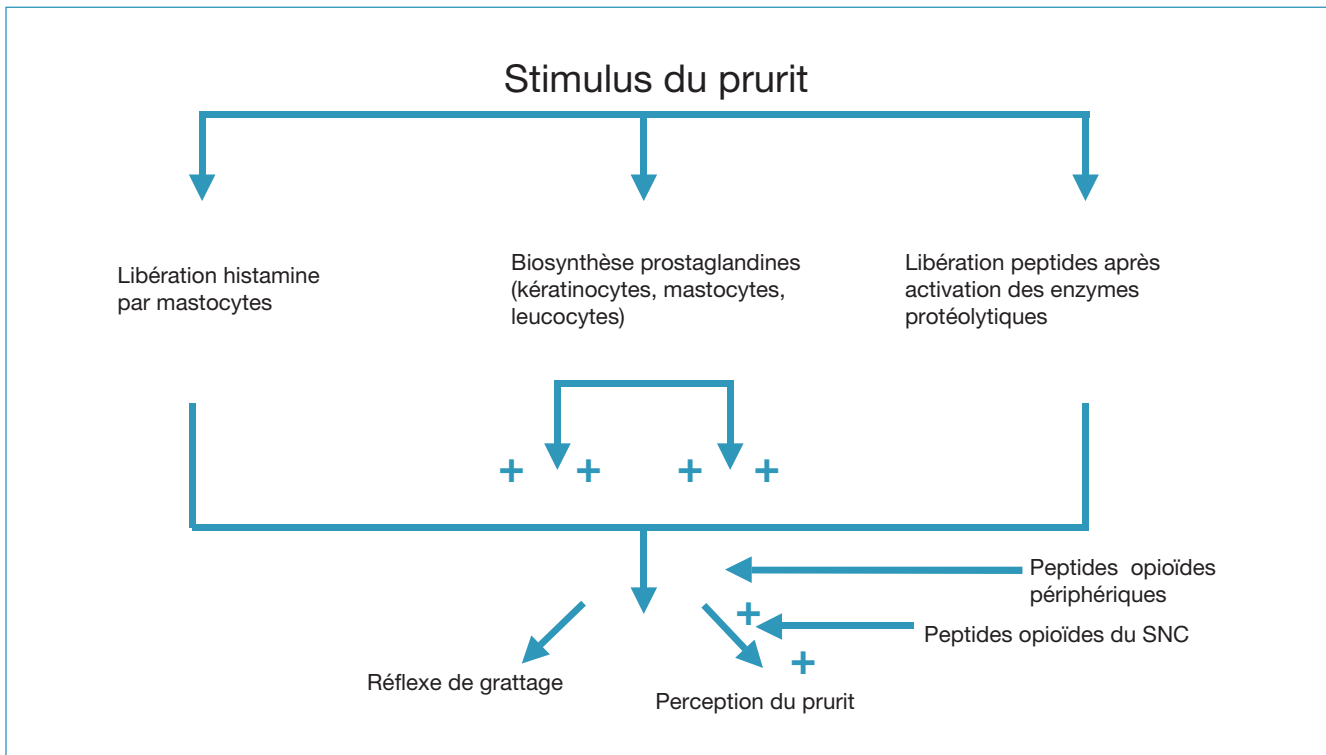 Stimulus du prurit
Libération histamine
par mastocytes
Biosynthèse prostaglandines
(kératinocytes, mastocytes,
leucocytes)
Libération peptides après
activation des enzymes
protéolytiques
+ + + +
Peptides opioïdes
périphériques
+
Peptides opioïdes du SNC
+
Réflexe de grattage
Perception du prurit